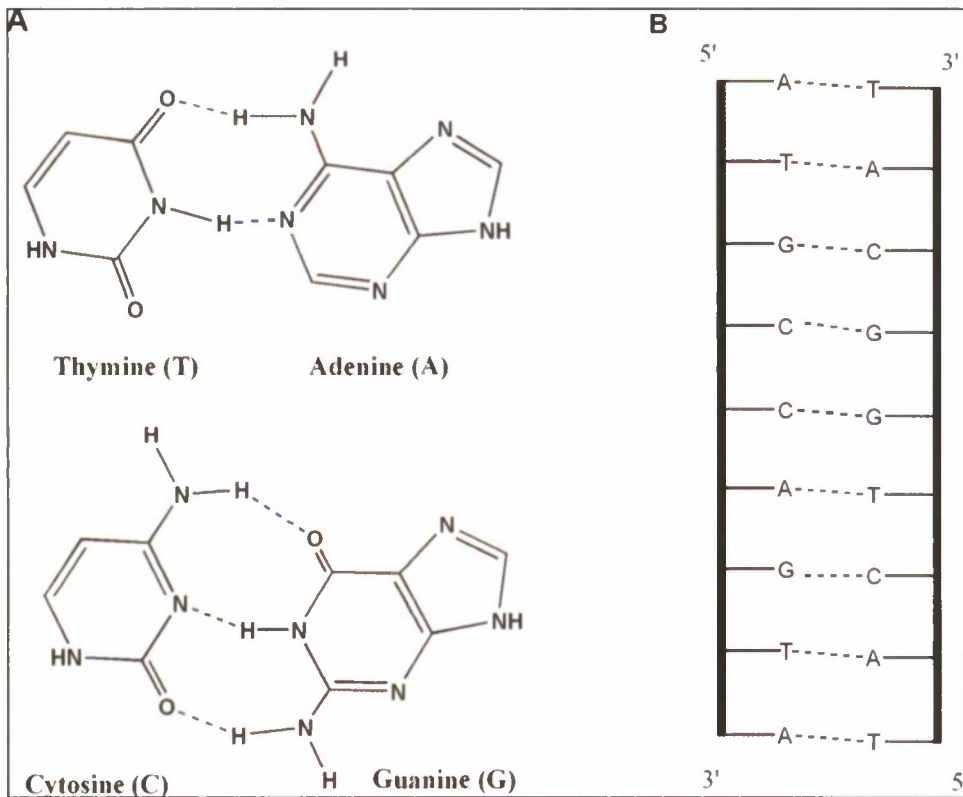 A
H
O
H
N
N
N
H
N
NH
HN
N
O
Thymine (T)
Adenine (A)
H
N
H
O
N
N
H
N
NH
HN
N
O
H
N
H
Cytosine (C)
Guanine (G)
B
5'
3'
A T
T A
G C
C G
C G
A T
G C
T A
A T
3'
5